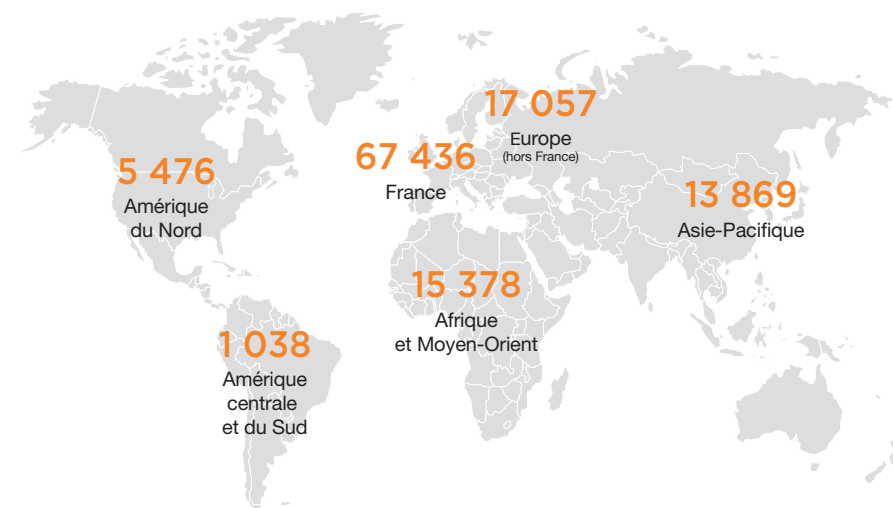 17 057
Europe
(hors France)
67 436
France
5 476
Amérique
du Nord
13 869
Asie-Pacifique
15 378
Afrique
et Moyen-Orient
1 038
Amérique
centrale
et du Sud